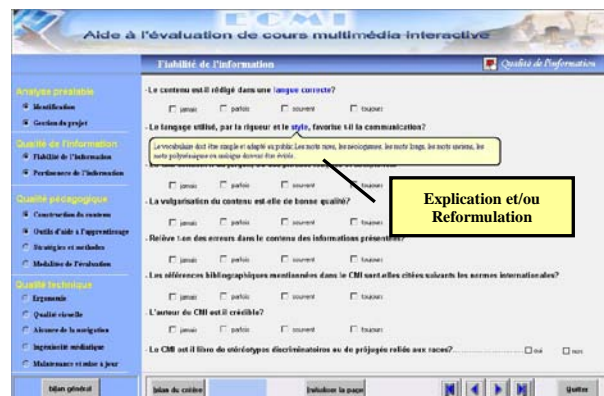 ECMI
Aide à l'évaluation de cours multimédia interactive
Fiabilité de l'information
Qualité de l'information
Analyse préalable
Identification
Gestion du projet
Qualité de l'information
Fiabilité de l'information
Pertinence de l'information
Qualité pédagogique
Construction du contenu
Outils d'aide à l'apprentissage
Stratégies et méthodes
Modalités de l'évaluation
Qualité technique
Ergonomie
Qualité visuelle
Aisance de la navigation
Ingéniosité médiatique
Maintenance et mise à jour
bilan général
- Le contenu est il rédigé dans une langue correcte?
jamais parfois souvent toujours
- Le langage utilisé, par la rigueur et le style, favorise t-il la communication?
Le vocabulaire doit être simple et adapté au public. Les mots rares, les néologismes, les mots longs, les mots anciens, les
mots polysémiques
jamais parfois souvent toujours
- La vulgarisation du contenu est-elle de bonne qualité?
jamais parfois souvent toujours
- Relève t-on des erreurs dans le contenu des informations présentées?
jamais parfois souvent toujours
- Les références bibliographiques mentionnées dans le CMI sont-elles citées suivants les normes internationales?
jamais parfois souvent toujours
- L'auteur du CMI est il crédible?
jamais parfois souvent toujours
- Le CMI est il libre de stéréotypes discriminatoires ou de préjugés reliés aux races? oui non
Explication et/ou
Reformulation
bilan du critère
Initialiser la page
Quitter